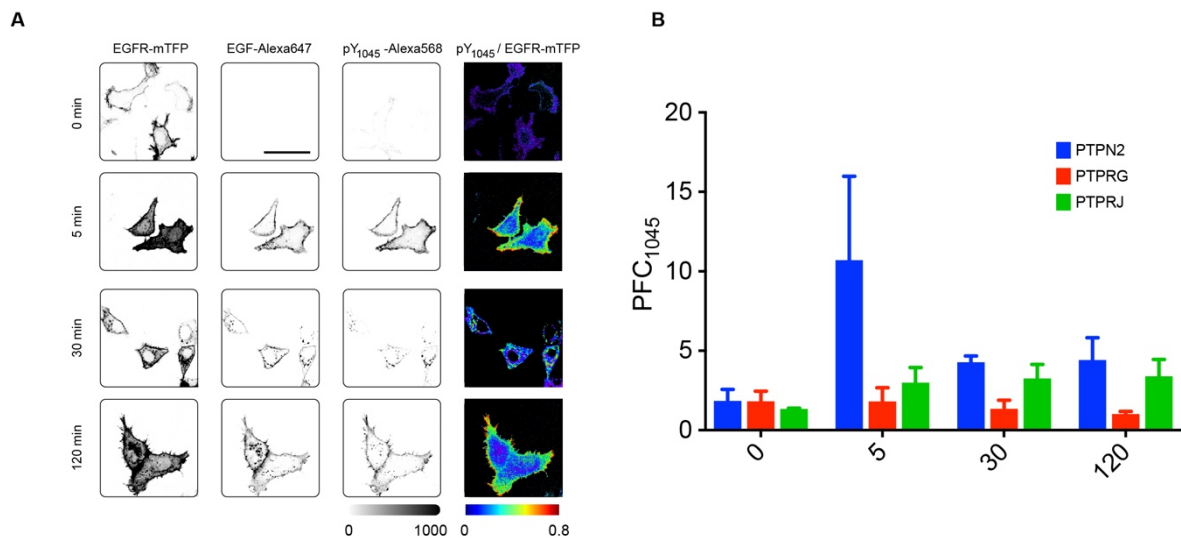 A
EGFR-mTFP EGF-Alexa647 pY1045 -Alexa568 pY1045 / EGFR-mTFP
0 min
5 min
30 min
120 min
0 1000 0 0.8
B
PFC1045
20
15
10
5
0
PTPN2
PTPRG
PTPRJ
0 5 30 120